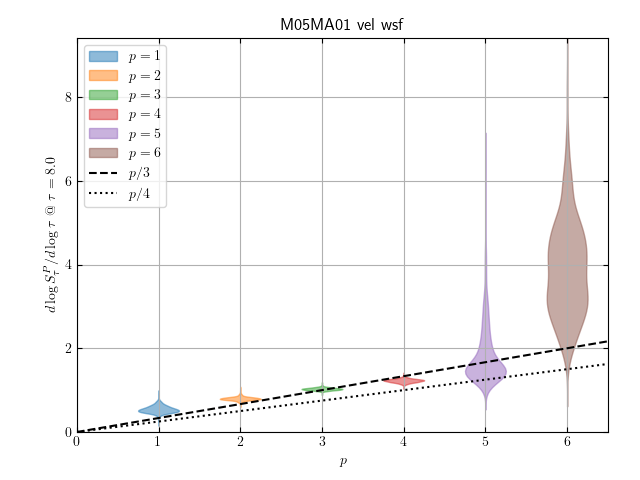 M05MA01 vel wsf
p = 1
p = 2
p = 3
p = 4
p = 5
p = 6
p/3
p/4
d log S_τ^P / d log τ @ τ = 8.0
8
6
4
2
0
0 1 2 3 4 5 6
p